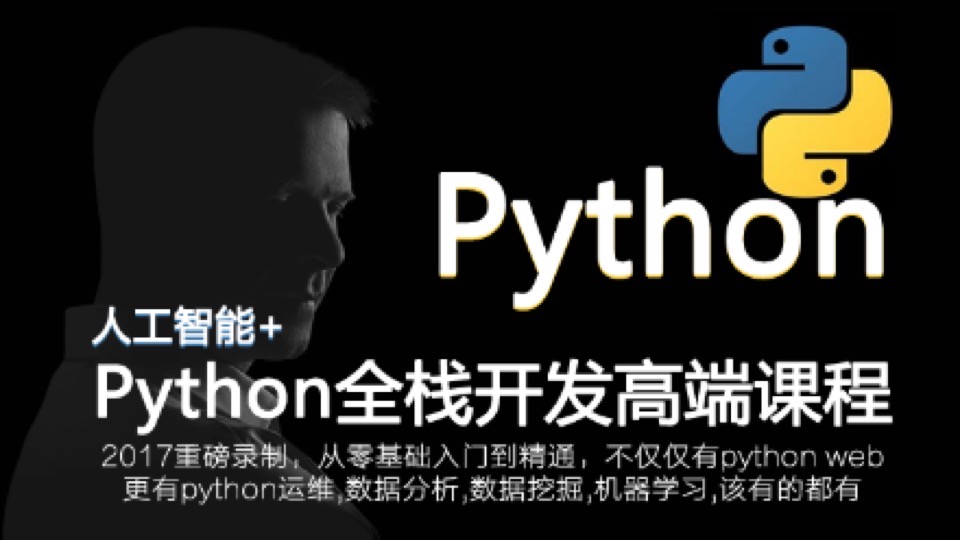 Python
人工智能+
Python全栈开发高端课程
2017重磅录制，从零基础入门到精通，不仅仅有python web
更有python运维,数据分析,数据挖掘,机器学习,该有的都有